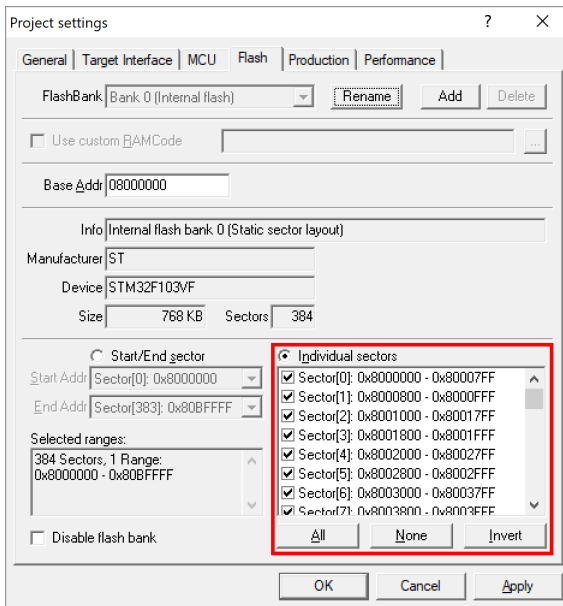 Project settings ? ×
General Target Interface MCU Flash Production Performance
FlashBank Bank 0 (Internal flash) Rename Add Delete
Use custom RAMCode ...
Base Addr 08000000
Info Internal flash bank 0 (Static sector layout)
Manufacturer ST
Device STM32F103VF
Size 768 KB Sectors 384
Start/End sector
Start Addr Sector[0]: 0x8000000
End Addr Sector[383]: 0x80BFFFF
Selected ranges:
384 Sectors, 1 Range:
0x8000000 - 0x80BFFFF
Disable flash bank
Individual sectors
Sector[0]: 0x8000000 - 0x80007FF
Sector[1]: 0x8000800 - 0x8000FFF
Sector[2]: 0x8001000 - 0x80017FF
Sector[3]: 0x8001800 - 0x8001FFF
Sector[4]: 0x8002000 - 0x80027FF
Sector[5]: 0x8002800 - 0x8002FFF
Sector[6]: 0x8003000 - 0x80037FF
Sector[7]: 0x8003800 - 0x8003FFF
All None Invert
OK Cancel Apply